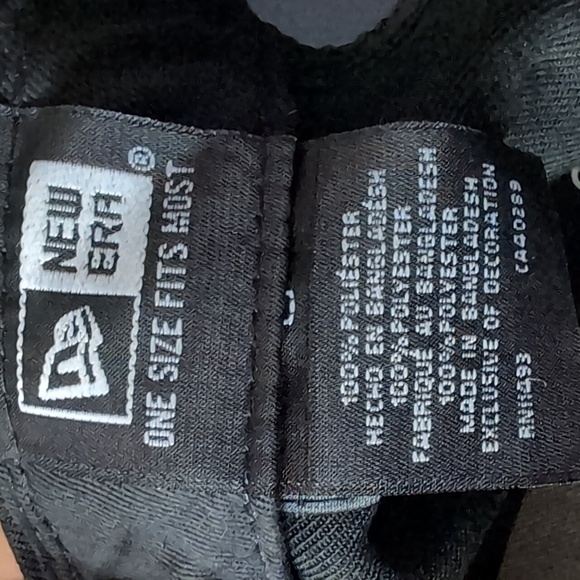 NEW
ERA
®
ONE SIZE FITS MOST
100% POLIÉSTER
HECHO EN BANGLADESH
100% POLYESTER
FABRIQUÉ AU BANGLADESH
100% POLYESTER
MADE IN BANGLADESH
EXCLUSIVE OF DECORATION
RN11493 CA40289